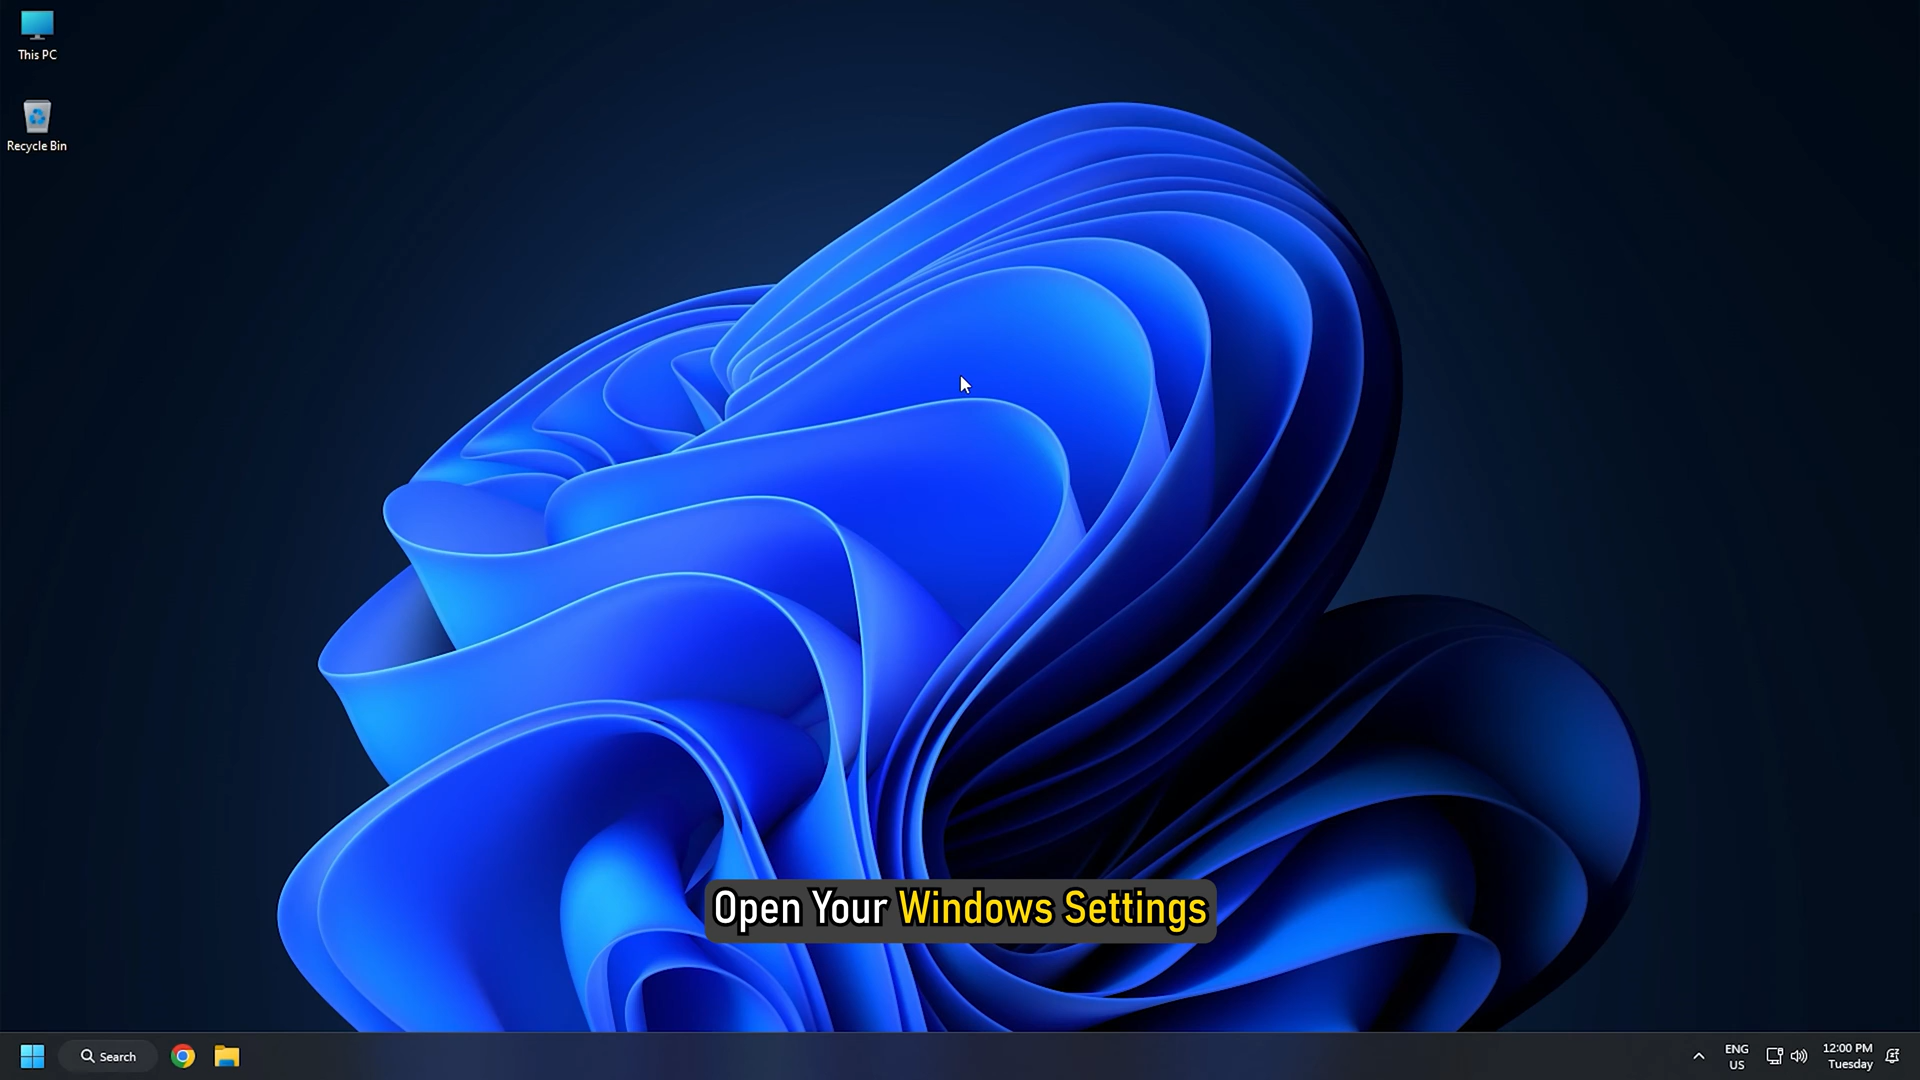 This PC
Recycle Bin
Open Your Windows Settings
Search
ENG
US
12:00 PM
Tuesday